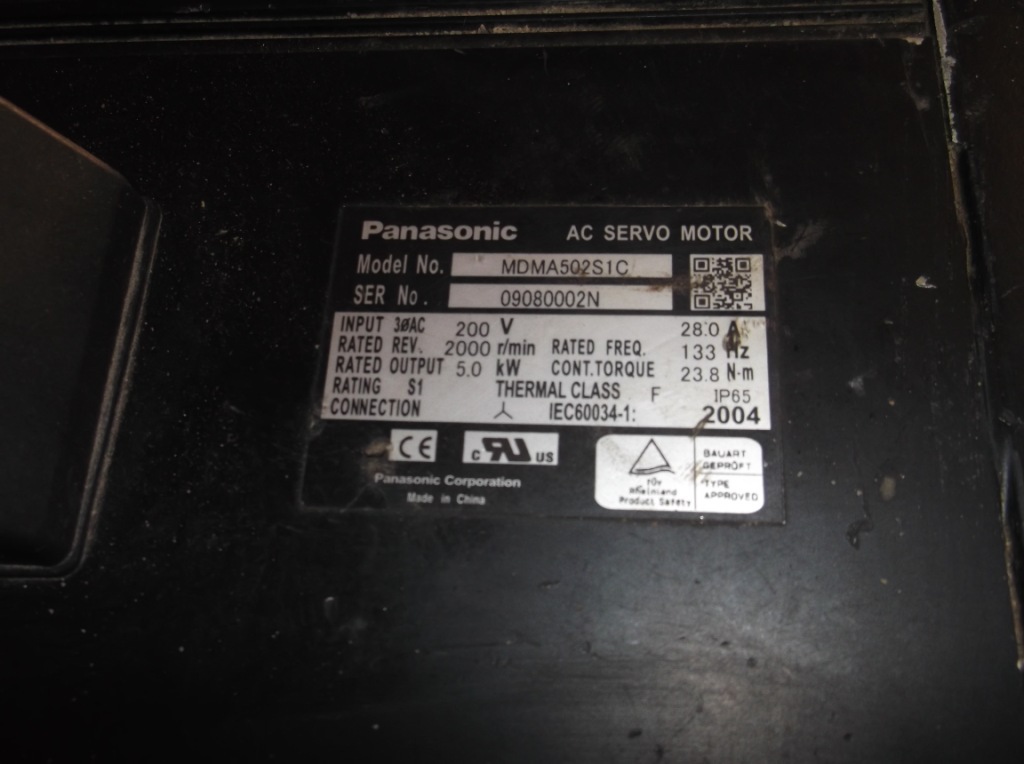 Panasonic AC SERVO MOTOR
Model No. MDMA502S1C
SER No. 09080002N
INPUT 3øAC 200 V 28.0 A
RATED REV. 2000 r/min RATED FREQ. 133 Hz
RATED OUTPUT 5.0 kW CONT.TORQUE 23.8 N·m
RATING S1 THERMAL CLASS F IP65
CONNECTION IEC60034-1: 2004
CE c RU US
Panasonic Corporation
Made in China
TÜV
Rheinland
Product Safety
BAUART
GEPRÜFT
TYPE
APPROVED